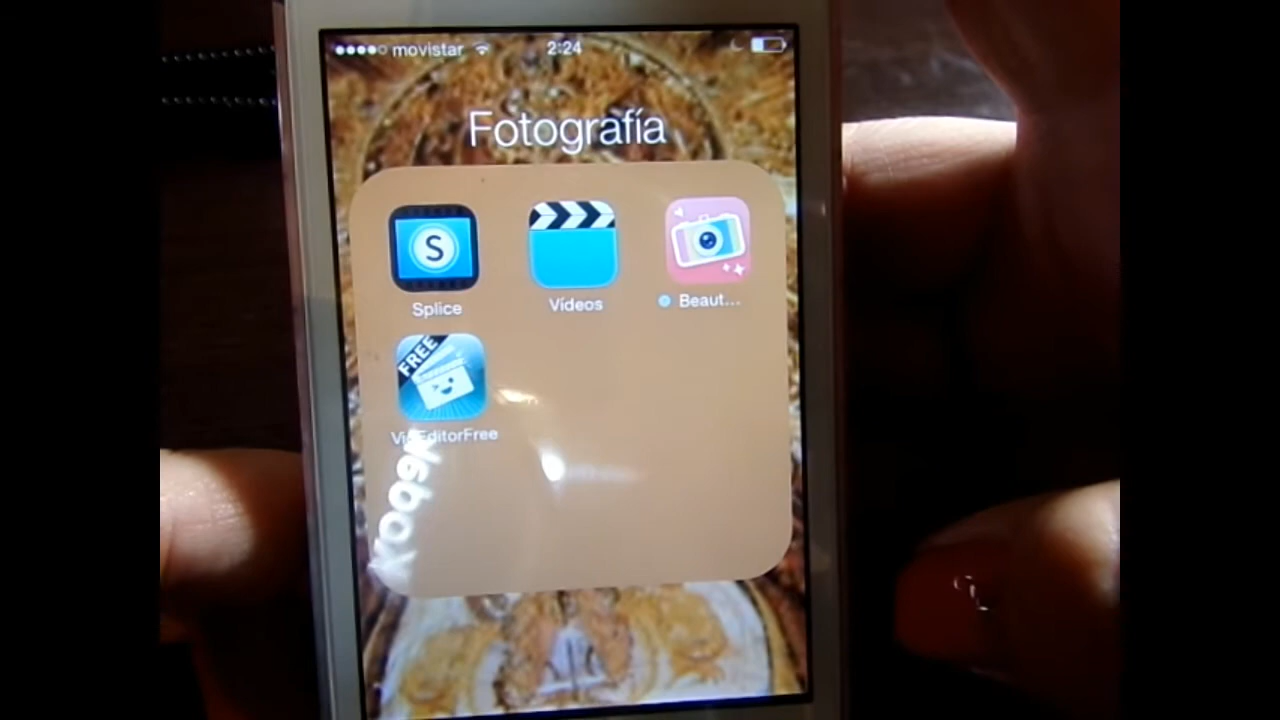 movistar 2:24
Fotografía
S
Splice
Vídeos
Beaut...
FREE
VidEditorFree